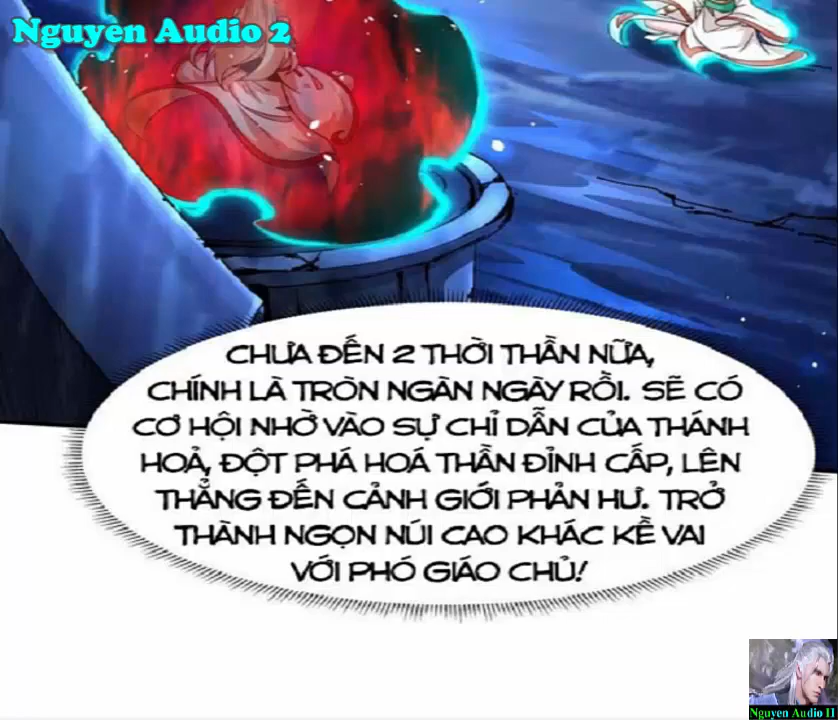 Nguyen Audio 2
CHƯA ĐẾN 2 THỜI THẦN NỮA,
CHÍNH LÀ TRÒN NGÀN NGÀY RỒI. SẼ CÓ
CƠ HỘI NHỜ VÀO SỰ CHỈ DẪN CỦA THÁNH
HOẢ, ĐỘT PHÁ HOÁ THẦN ĐỈNH CẤP, LÊN
THẲNG ĐẾN CẢNH GIỚI PHẢN HƯ. TRỞ
THÀNH NGỌN NÚI CAO KHÁC KỀ VAI
VỚI PHÓ GIÁO CHỦ!
Nguyen Audio II